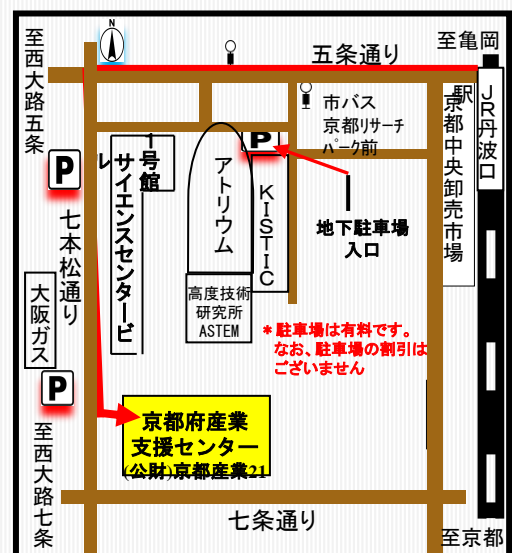 至西大路五条
N
五条通り
至亀岡
JR丹波口
駅
京都中央卸売市場
市バス
京都リサーチ
パーク前
P
1号館
サイエンスセンタービ
ル
アトリウム
KISTIC
P
地下駐車場
入口
七本松通り
大阪ガス
高度技術
研究所
ASTEM
*駐車場は有料です。
なお、駐車場の割引は
ございません
P
京都府産業
支援センター
(公財)京都産業21
至西大路七条
七条通り
至京都